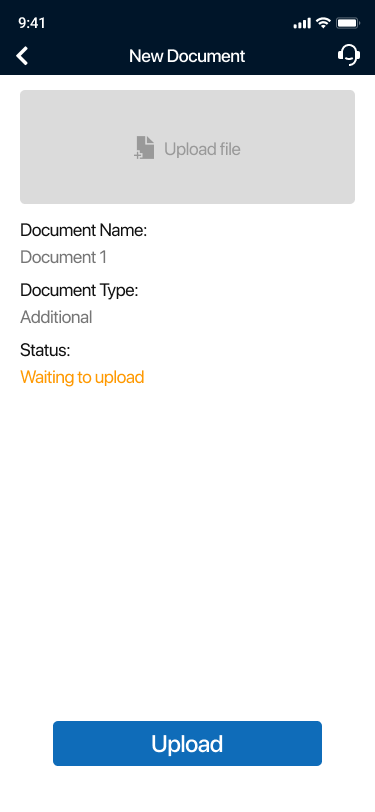 9:41
New Document
Upload file
Document Name:
Document 1
Document Type:
Additional
Status:
Waiting to upload
Upload